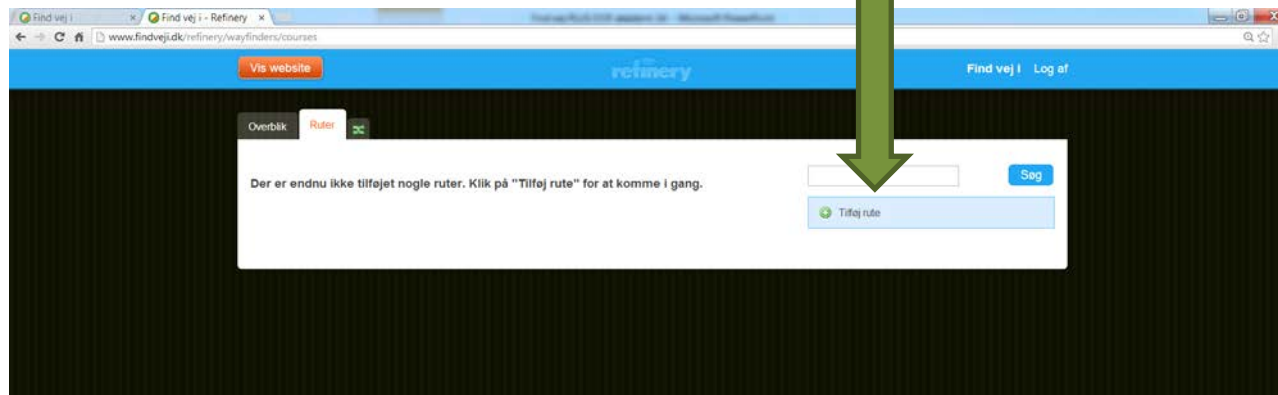 Find vej i
Find vej i - Refinery
www.findveji.dk/refinery/wayfinders/courses
Vis website
refinery
Find vej i Log af
Overblik Ruter
Der er endnu ikke tilføjet nogle ruter. Klik på "Tilføj rute" for at komme i gang.
Søg
Tilføj rute